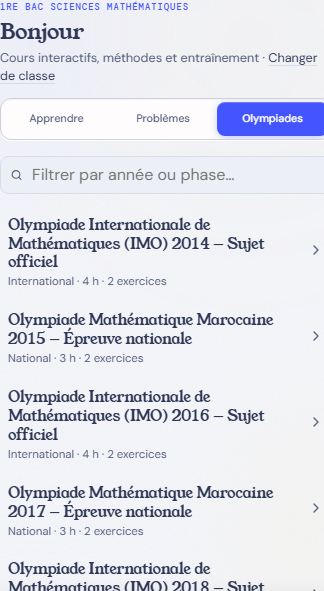 1RE BAC SCIENCES MATHÉMATIQUES
Bonjour
Cours interactifs, méthodes et entraînement · Changer
de classe
Apprendre
Problèmes
Olympiades
Filtrer par année ou phase...
Olympiade Internationale de
Mathématiques (IMO) 2014 – Sujet
officiel
International · 4 h · 2 exercices
Olympiade Mathématique Marocaine
2015 – Épreuve nationale
National · 3 h · 2 exercices
Olympiade Internationale de
Mathématiques (IMO) 2016 – Sujet
officiel
International · 4 h · 2 exercices
Olympiade Mathématique Marocaine
2017 – Épreuve nationale
National · 3 h · 2 exercices
Olympiade Internationale de
Mathématiques (IMO) 2018 – Sujet